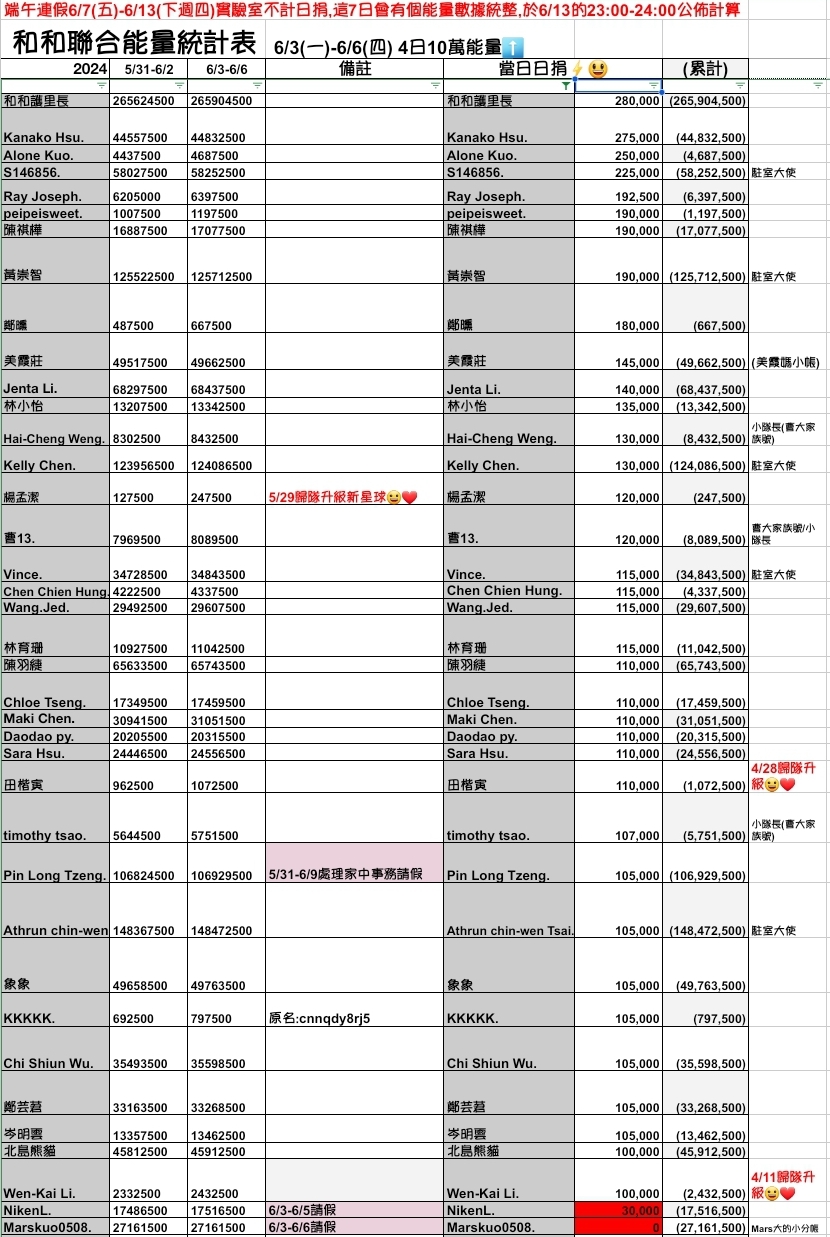 端午連假6/7(五)-6/13(下週四)實驗室不計日捐,這7日會有個能量數據統整,於6/13的23:00-24:00公佈計算
和和聯合能量統計表 6/3(一)-6/6(四) 4日10萬能量⬆️
2024 5/31-6/2 6/3-6/6 備註 當日日捐⚡😃 (累計)
和和護里長 265624500 265904500 和和護里長 280,000 (265,904,500)
Kanako Hsu. 44557500 44832500 Kanako Hsu. 275,000 (44,832,500)
Alone Kuo. 4437500 4687500 Alone Kuo. 250,000 (4,687,500)
S146856. 58027500 58252500 S146856. 225,000 (58,252,500) 駐室大使
Ray Joseph. 6205000 6397500 Ray Joseph. 192,500 (6,397,500)
peipeisweet. 1007500 1197500 peipeisweet. 190,000 (1,197,500)
陳祺樺 16887500 17077500 陳祺樺 190,000 (17,077,500)
黃崇智 125522500 125712500 黃崇智 190,000 (125,712,500) 駐室大使
鄭曛 487500 667500 鄭曛 180,000 (667,500)
美霞莊 49517500 49662500 美霞莊 145,000 (49,662,500) (美霞媽小帳)
Jenta Li. 68297500 68437500 Jenta Li. 140,000 (68,437,500)
林小怡 13207500 13342500 林小怡 135,000 (13,342,500)
Hai-Cheng Weng. 8302500 8432500 Hai-Cheng Weng. 130,000 (8,432,500) 小隊長(曹大家
族號)
Kelly Chen. 123956500 124086500 Kelly Chen. 130,000 (124,086,500) 駐室大使
楊孟潔 127500 247500 5/29歸隊升級新星球😀❤️ 楊孟潔 120,000 (247,500)
曹13. 7969500 8089500 曹13. 120,000 (8,089,500) 曹大家族號/小
隊長
Vince. 34728500 34843500 Vince. 115,000 (34,843,500) 駐室大使
Chen Chien Hung. 4222500 4337500 Chen Chien Hung. 115,000 (4,337,500)
Wang.Jed. 29492500 29607500 Wang.Jed. 115,000 (29,607,500)
林育珊 10927500 11042500 林育珊 115,000 (11,042,500)
陳羽緁 65633500 65743500 陳羽緁 110,000 (65,743,500)
Chloe Tseng. 17349500 17459500 Chloe Tseng. 110,000 (17,459,500)
Maki Chen. 30941500 31051500 Maki Chen. 110,000 (31,051,500)
Daodao py. 20205500 20315500 Daodao py. 110,000 (20,315,500)
Sara Hsu. 24446500 24556500 Sara Hsu. 110,000 (24,556,500)
田楷寅 962500 1072500 田楷寅 110,000 (1,072,500) 4/28歸隊升
級😀❤️
timothy tsao. 5644500 5751500 timothy tsao. 107,000 (5,751,500) 小隊長(曹大家
族號)
Pin Long Tzeng. 106824500 106929500 5/31-6/9處理家中事務請假 Pin Long Tzeng. 105,000 (106,929,500)
Athrun chin-wen 148367500 148472500 Athrun chin-wen Tsai. 105,000 (148,472,500) 駐室大使
象象 49658500 49763500 象象 105,000 (49,763,500)
KKKKK. 692500 797500 原名:cnnqdy8rj5 KKKKK. 105,000 (797,500)
Chi Shiun Wu. 35493500 35598500 Chi Shiun Wu. 105,000 (35,598,500)
鄭芸莙 33163500 33268500 鄭芸莙 105,000 (33,268,500)
岑明雲 13357500 13462500 岑明雲 105,000 (13,462,500)
北島熊貓 45812500 45912500 北島熊貓 100,000 (45,912,500)
Wen-Kai Li. 2332500 2432500 Wen-Kai Li. 100,000 (2,432,500) 4/11歸隊升
級😀❤️
NikenL. 17486500 17516500 6/3-6/5請假 NikenL. 30,000 (17,516,500)
Marskuo0508. 27161500 27161500 6/3-6/6請假 Marskuo0508. 0 (27,161,500) Mars大的小分帳